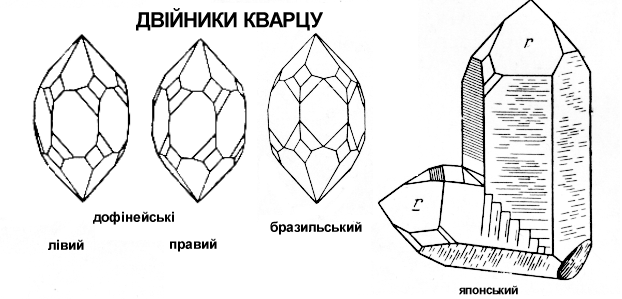 ДВІЙНИКИ КВАРЦУ
r
r
дофінейські
лівий правий
бразильський
японський